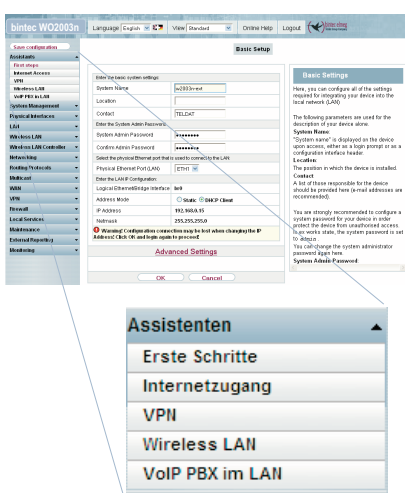 bintec WO2003n
Language English View Standard Online Help Logout
Save configuration
Assistants
First steps
Internet Access
VPN
Wireless LAN
VoIP PBX in LAN
System Management
Physical Interfaces
LAN
Wireless LAN
Wireless LAN Controller
Networking
Routing Protocols
Multicast
WAN
VPN
Firewall
Local Services
Maintenance
External Reporting
Monitoring
Basic Setup
Enter the basic system settings:
System Name
Location
Contact TELDAT
Enter the System Admin Password:
System Admin Password ••••••••
Confirm Admin Password ••••••••
Select the physical Ethernet port that is used to connect to the LAN:
Physical Ethernet Port (LAN) ETH1
Enter the LAN IP Configuration:
Logical Ethernet/Bridge Interface br0
Address Mode Static DHCP Client
IP Address 192.168.0.15
Netmask 255.255.255.0
Warning! Configuration connection may be lost when changing the IP
Address! Click OK and login again to proceed!
Advanced Settings
OK Cancel
Basic Settings
Here, you can configure all of the settings
required for integrating your device into the
local network (LAN)
The following parameters are used for the
description of your device alone.
System Name:
"System name" is displayed on the device
upon access, either as a login prompt or as a
configuration interface header.
Location:
The position in which the device is installed.
Contact:
A list of those responsible for the device
should be provided here (e-mail addresses are
recommended)
You are strongly recommended to configure a
system password for your device in order
protect the device from unauthorised access.
In ex works state, the system password is set
to admin.
You can change the system administrator
password again here.
System Admin Password:
Assistenten
Erste Schritte
Internetzugang
VPN
Wireless LAN
VoIP PBX im LAN